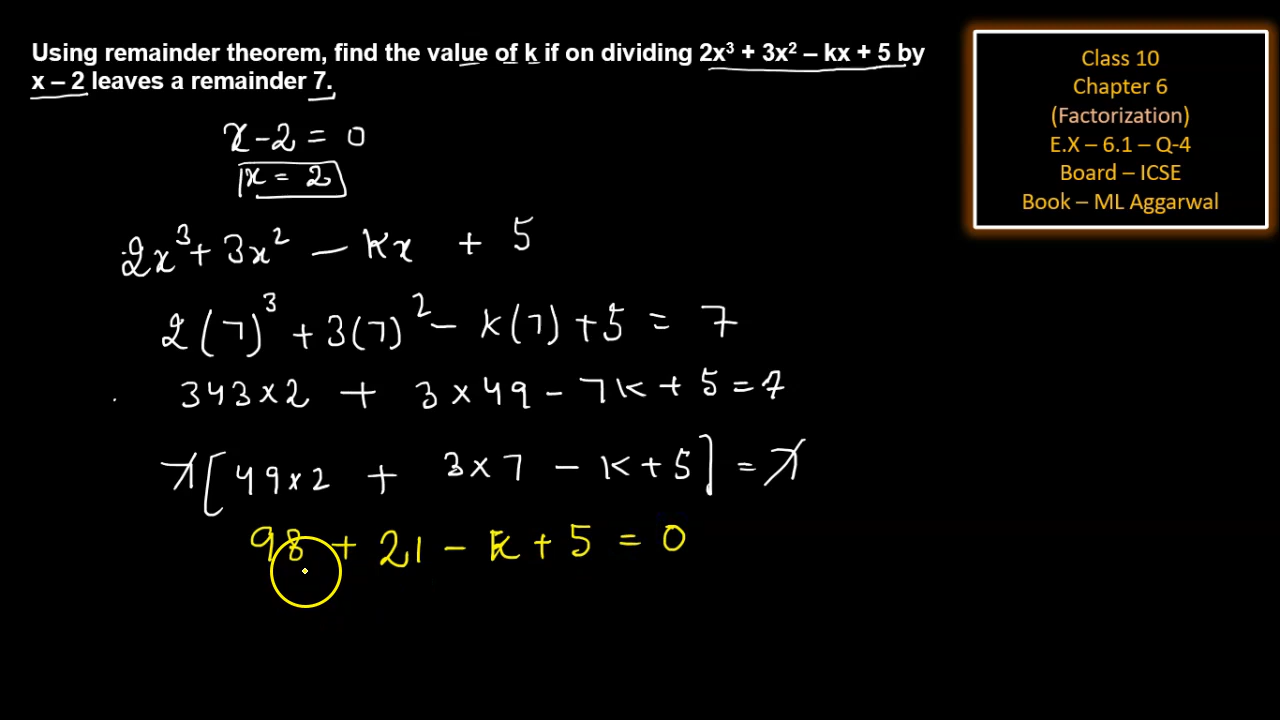 Using remainder theorem, find the value of k if on dividing 2x³ + 3x² – kx + 5 by
x – 2 leaves a remainder 7.
Class 10
Chapter 6
(Factorization)
E.X – 6.1 – Q-4
Board – ICSE
Book – ML Aggarwal
x - 2 = 0
x = 2
2x³ + 3x² - kx + 5
2(7)³ + 3(7)² - k(7) + 5 = 7
343 × 2 + 3 × 49 - 7k + 5 = 7
7[49 × 2 + 3 × 7 - k + 5] = 7
98 + 21 - k + 5 = 0